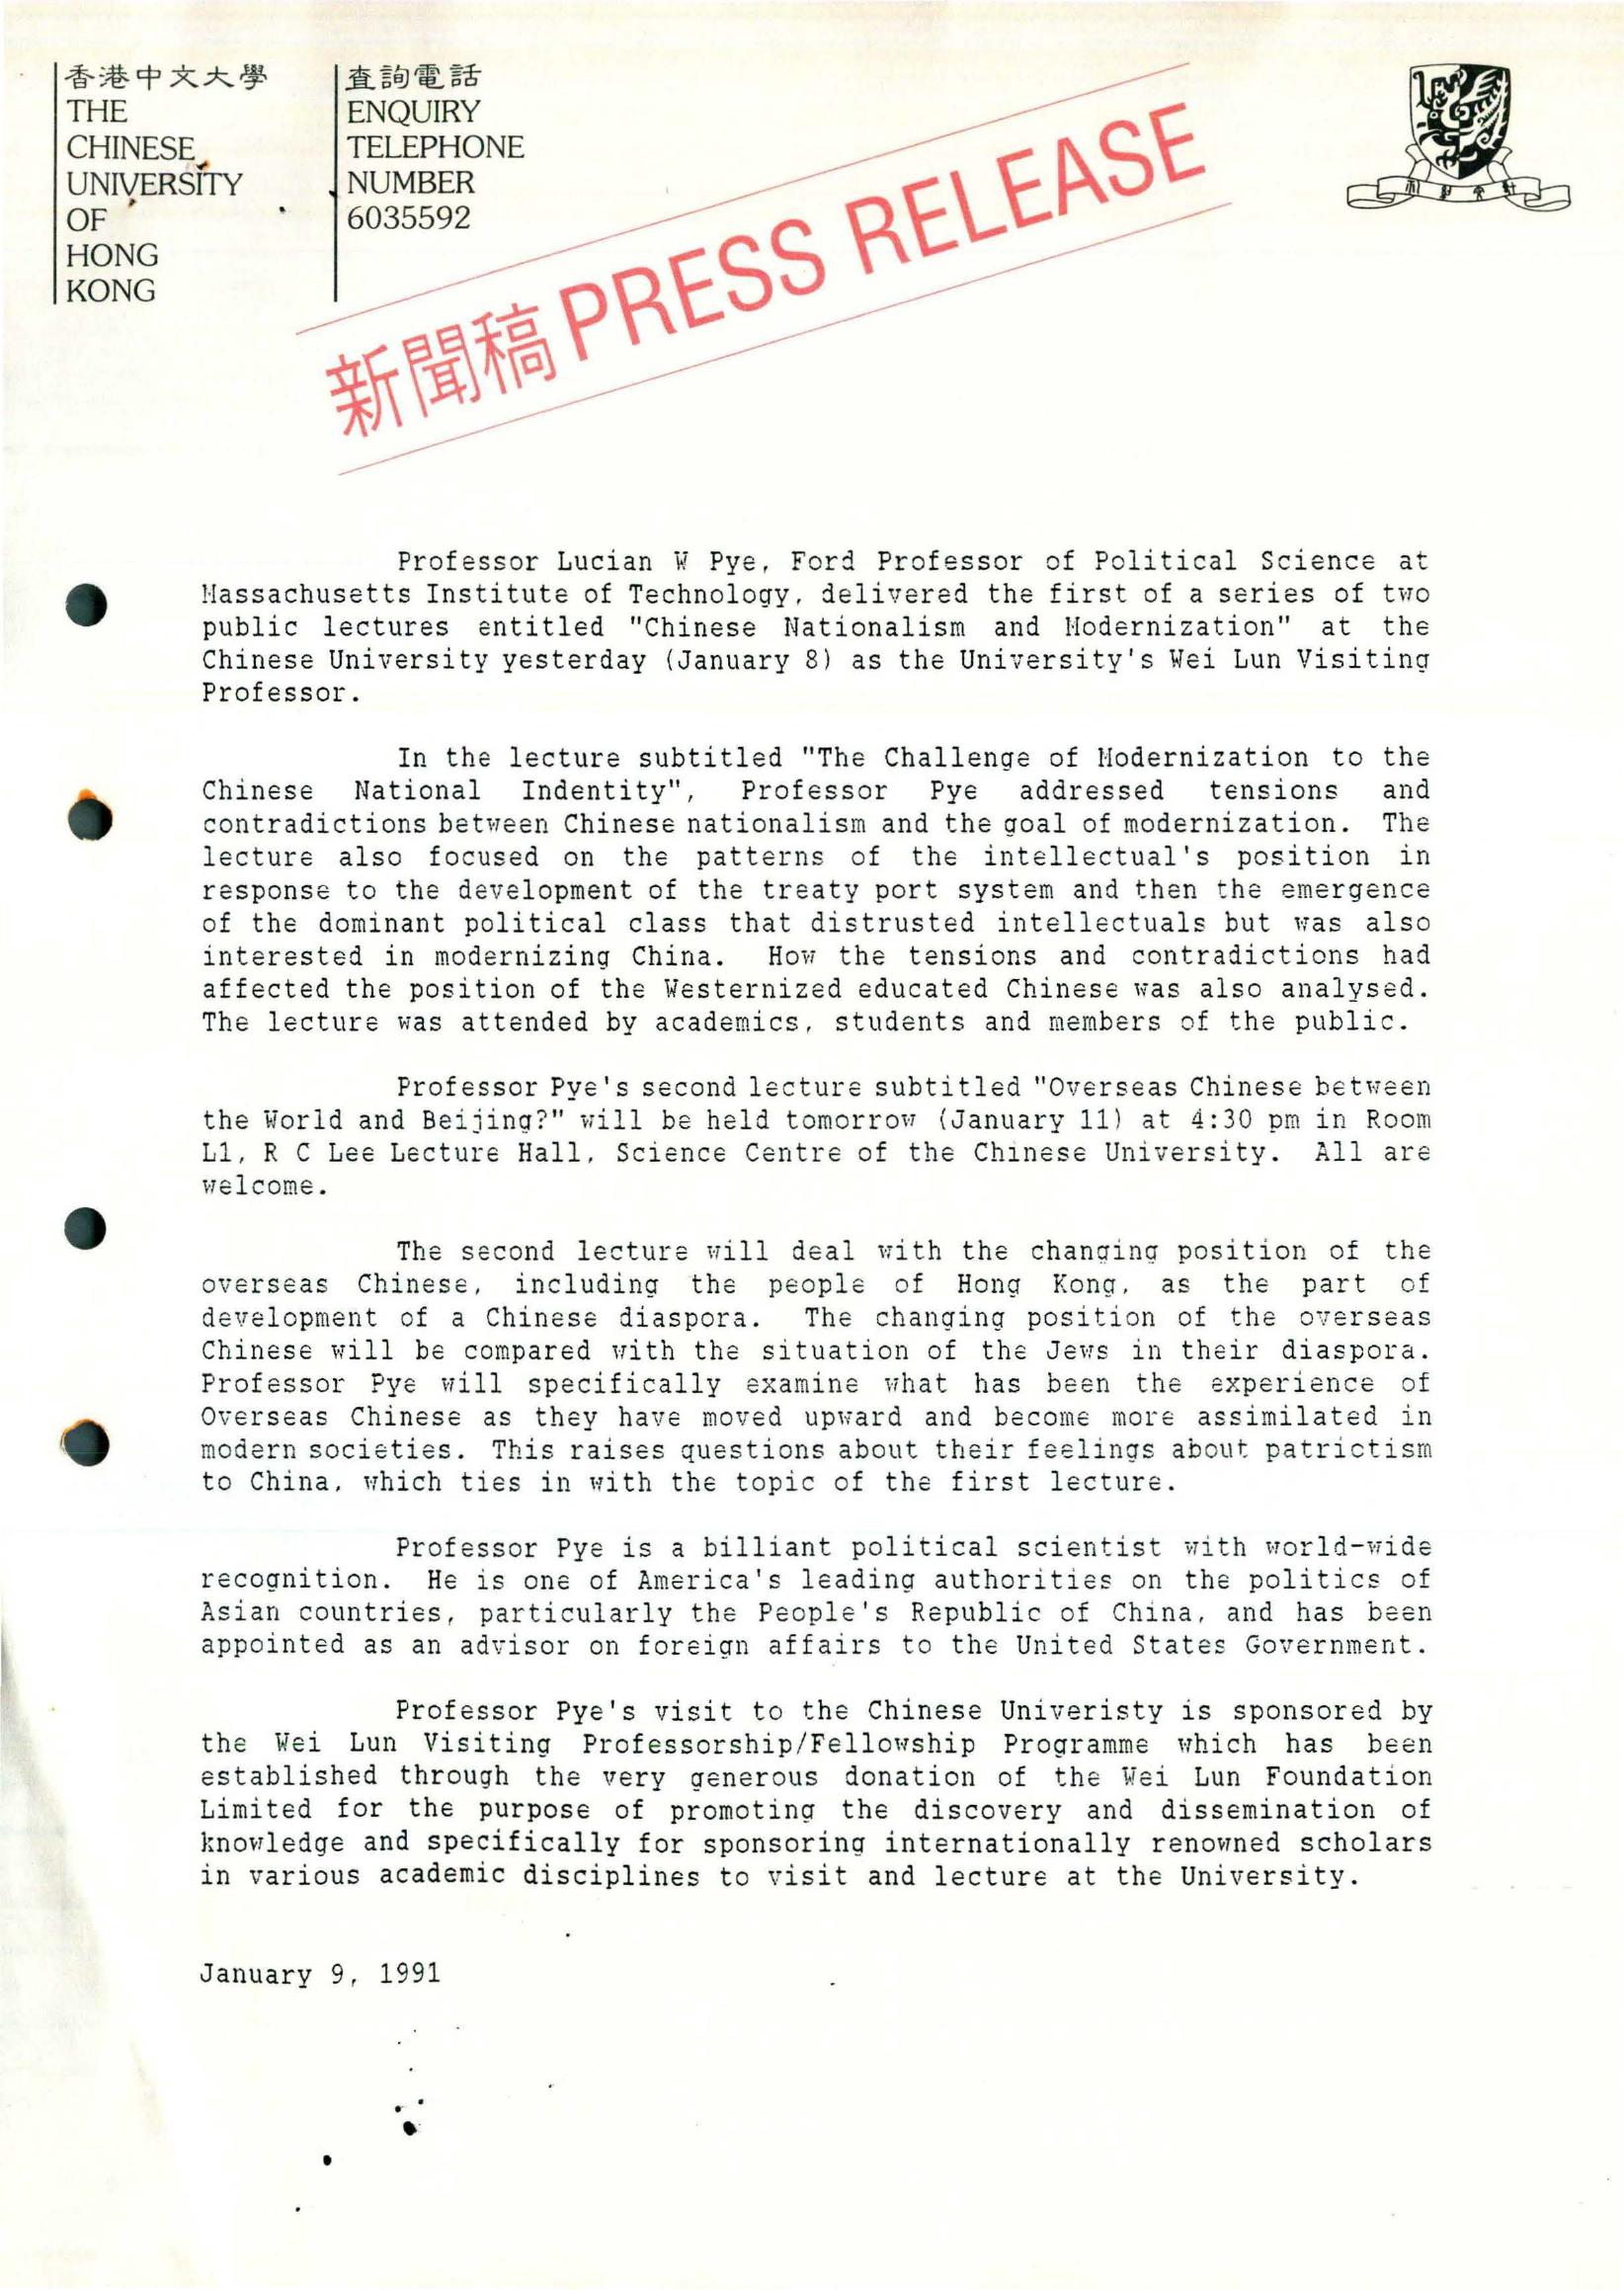 香港中文大學
THE
CHINESE
UNIVERSITY
OF
HONG
KONG
查詢電話
ENQUIRY
TELEPHONE
NUMBER
6035592
新聞稿 PRESS RELEASE
Professor Lucian W Pye, Ford Professor of Political Science at
Massachusetts Institute of Technology, delivered the first of a series of two
public lectures entitled "Chinese Nationalism and Modernization" at the
Chinese University yesterday (January 8) as the University's Wei Lun Visiting
Professor.
In the lecture subtitled "The Challenge of Modernization to the
Chinese National Indentity", Professor Pye addressed tensions and
contradictions between Chinese nationalism and the goal of modernization. The
lecture also focused on the patterns of the intellectual's position in
response to the development of the treaty port system and then the emergence
of the dominant political class that distrusted intellectuals but was also
interested in modernizing China. How the tensions and contradictions had
affected the position of the Westernized educated Chinese was also analysed.
The lecture was attended by academics, students and members of the public.
Professor Pye's second lecture subtitled "Overseas Chinese between
the World and Beijing?" will be held tomorrow (January 11) at 4:30 pm in Room
L1, R C Lee Lecture Hall, Science Centre of the Chinese University. All are
welcome.
The second lecture will deal with the changing position of the
overseas Chinese, including the people of Hong Kong, as the part of
development of a Chinese diaspora. The changing position of the overseas
Chinese will be compared with the situation of the Jews in their diaspora.
Professor Pye will specifically examine what has been the experience of
Overseas Chinese as they have moved upward and become more assimilated in
modern societies. This raises questions about their feelings about patrictism
to China, which ties in with the topic of the first lecture.
Professor Pye is a billiant political scientist with world-wide
recognition. He is one of America's leading authorities on the politics of
Asian countries, particularly the People's Republic of China, and has been
appointed as an advisor on foreign affairs to the United States Government.
Professor Pye's visit to the Chinese Univeristy is sponsored by
the Wei Lun Visiting Professorship/Fellowship Programme which has been
established through the very generous donation of the Wei Lun Foundation
Limited for the purpose of promoting the discovery and dissemination of
knowledge and specifically for sponsoring internationally renowned scholars
in various academic disciplines to visit and lecture at the University.
January 9, 1991